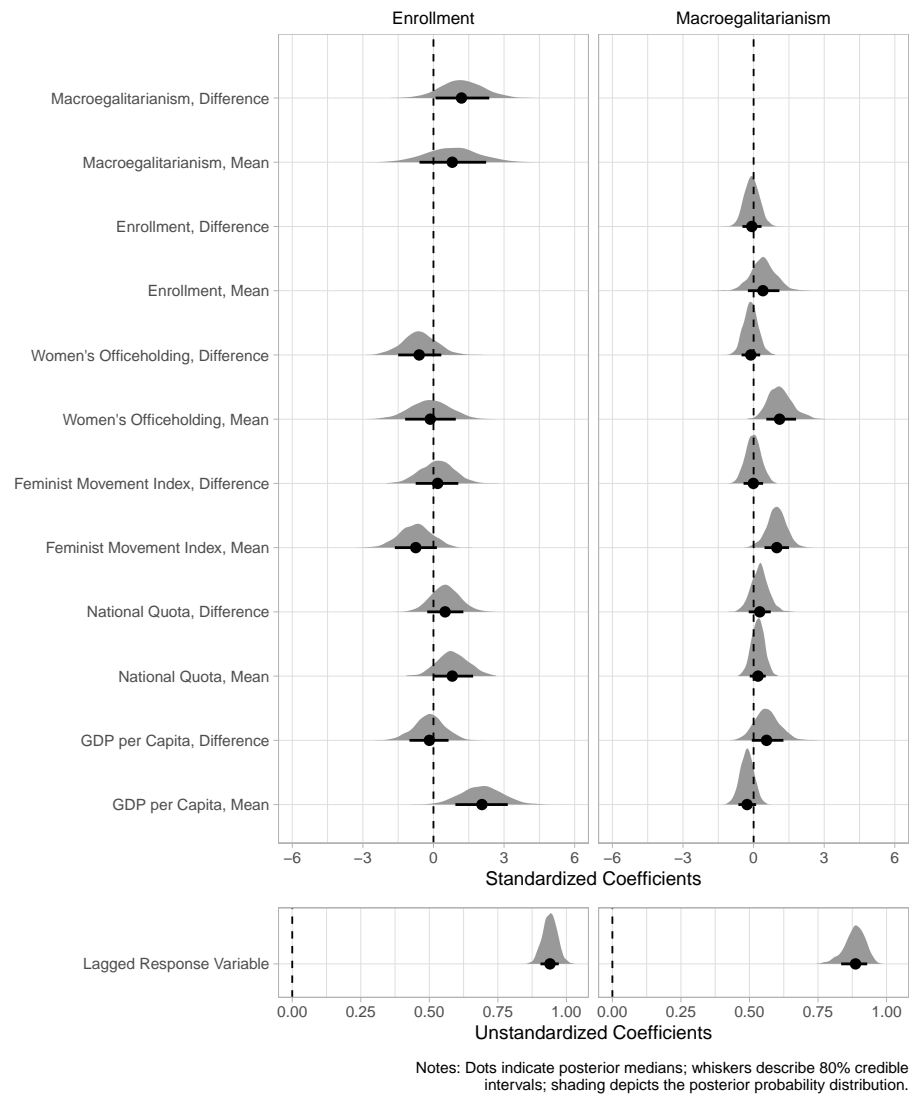 Enrollment
Macroegalitarianism
Macroegalitarianism, Difference
Macroegalitarianism, Mean
Enrollment, Difference
Enrollment, Mean
Women's Officeholding, Difference
Women's Officeholding, Mean
Feminist Movement Index, Difference
Feminist Movement Index, Mean
National Quota, Difference
National Quota, Mean
GDP per Capita, Difference
GDP per Capita, Mean
−6 −3 0 3 6 −6 −3 0 3 6
Standardized Coefficients
Lagged Response Variable
0.00 0.25 0.50 0.75 1.00 0.00 0.25 0.50 0.75 1.00
Unstandardized Coefficients
Notes: Dots indicate posterior medians; whiskers describe 80% credible
intervals; shading depicts the posterior probability distribution.